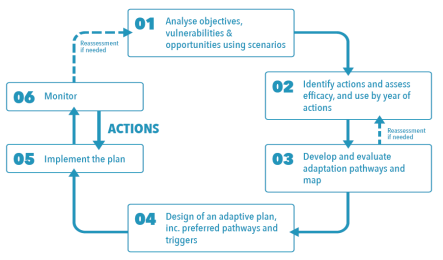 01 Analyse objectives,
vulnerabilities &
opportunities using scenarios
Reassessment
if needed
02 Identify actions and assess
efficacy, and use by year of
actions
Reassessment
if needed
03 Develop and evaluate
adaptation pathways and
map
04 Design of an adaptive plan,
inc. preferred pathways and
triggers
05 Implement the plan
ACTIONS
06 Monitor